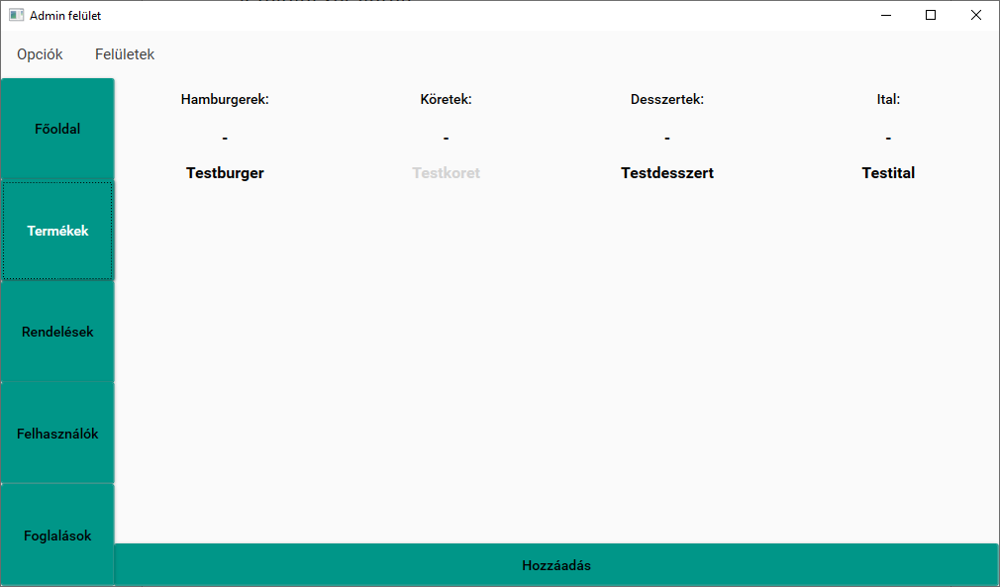 Admin felület
Opciók Felületek
Főoldal
Termékek
Rendelések
Felhasználók
Foglalások
Hamburgerek: Köretek: Desszertek: Ital:
- - - -
Testburger Testkoret Testdesszert Testital
Hozzáadás